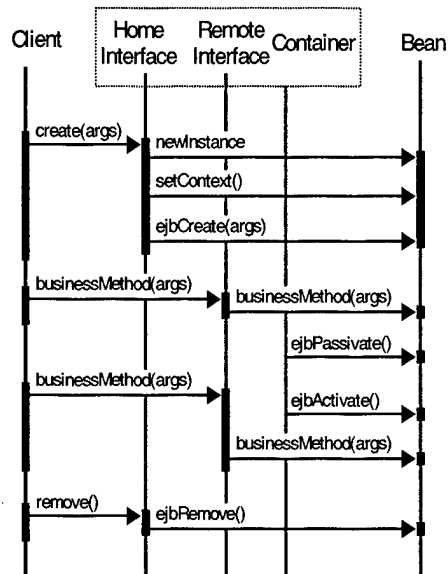 Client
Home
Interface
Remote
Interface
Container
Bean
create(args)
newInstance
setContext()
ejbCreate(args)
businessMethod(args)
businessMethod(args)
ejbPassivate()
businessMethod(args)
ejbActivate()
businessMethod(args)
remove()
ejbRemove()